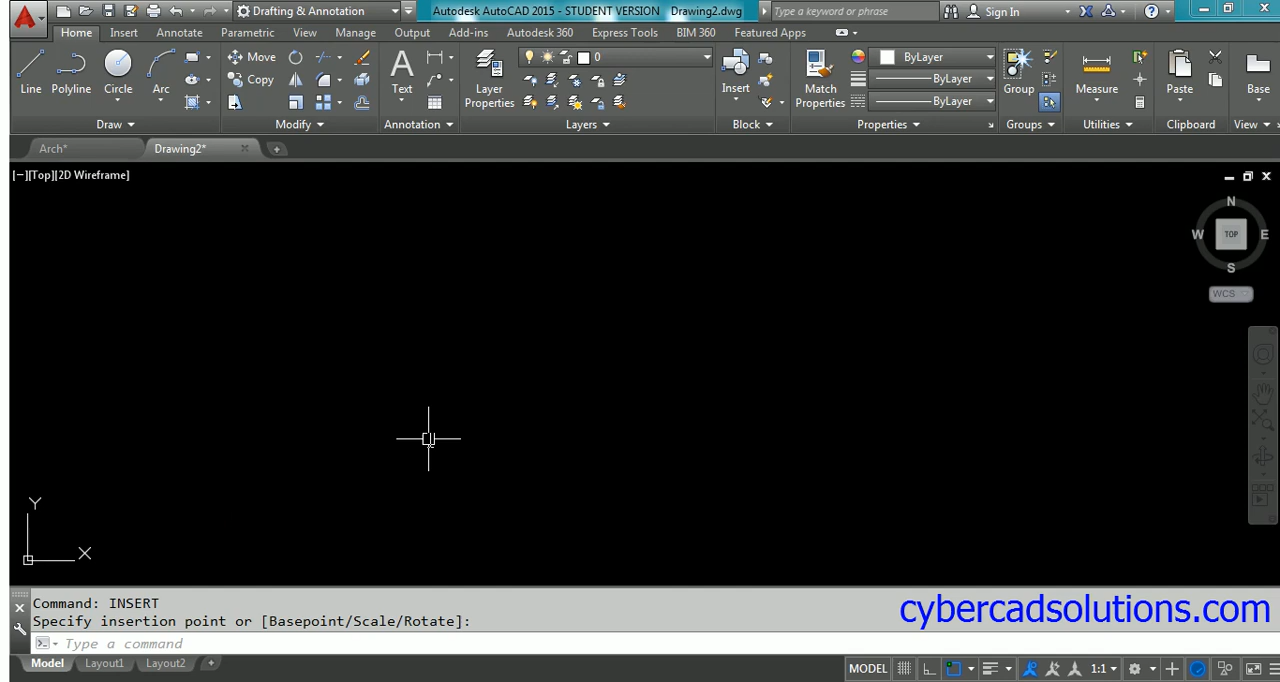 Drafting & Annotation
Autodesk AutoCAD 2015 - STUDENT VERSION Drawing2.dwg
Type a keyword or phrase
Sign In
Home Insert Annotate Parametric View Manage Output Add-ins Autodesk 360 Express Tools BIM 360 Featured Apps
Line Polyline Circle Arc
Move
Copy
Text
Layer Properties
0
Insert
Match Properties
ByLayer
ByLayer
ByLayer
Group
Measure
Paste
Base
Draw Modify Annotation Layers Block Properties Groups Utilities Clipboard View
Arch* Drawing2*
[−][Top][2D Wireframe]
N
W TOP E
S
WCS
Y
X
Command: INSERT
Specify insertion point or [Basepoint/Scale/Rotate]:
cybercadsolutions.com
Type a command
Model Layout1 Layout2
MODEL 1:1